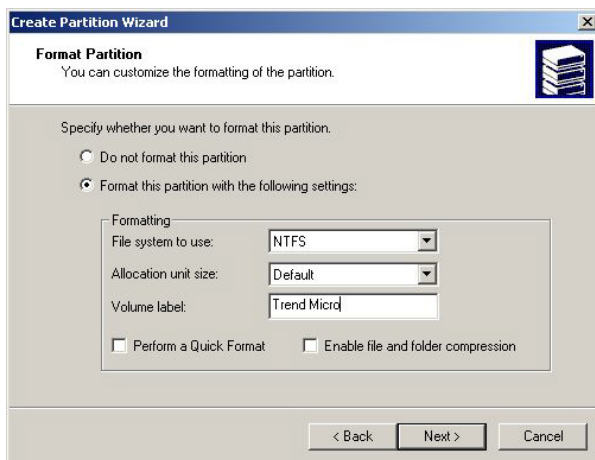 Create Partition Wizard
Format Partition
You can customize the formatting of the partition.
Specify whether you want to format this partition.
Do not format this partition
Format this partition with the following settings:
Formatting
File system to use: NTFS
Allocation unit size: Default
Volume label: Trend Micro
Perform a Quick Format Enable file and folder compression
< Back Next > Cancel